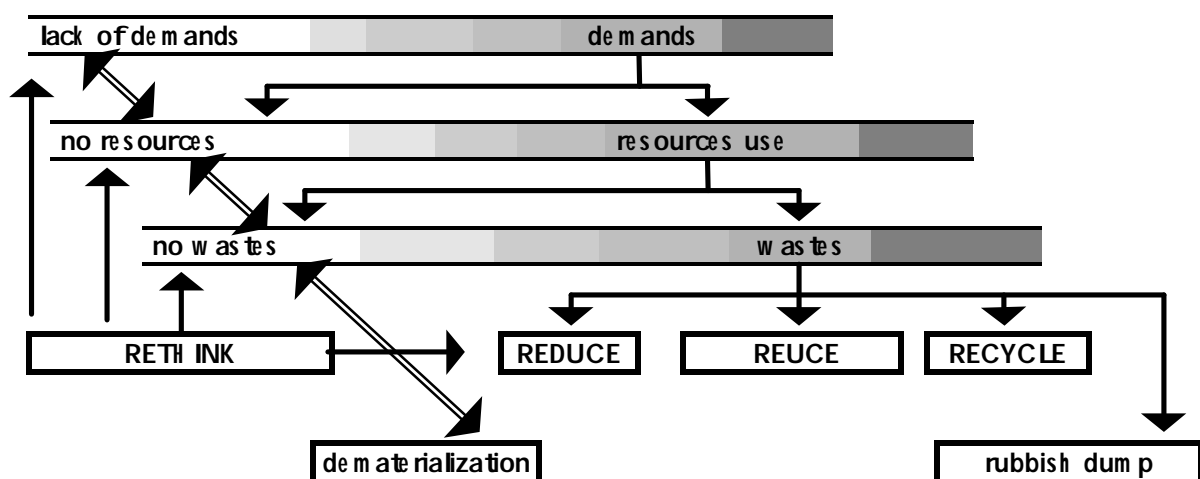 lack of demands demands
no resources resources use
no wastes wastes
RETHINK REDUCE REUCE RECYCLE
dematerialization rubbish dump